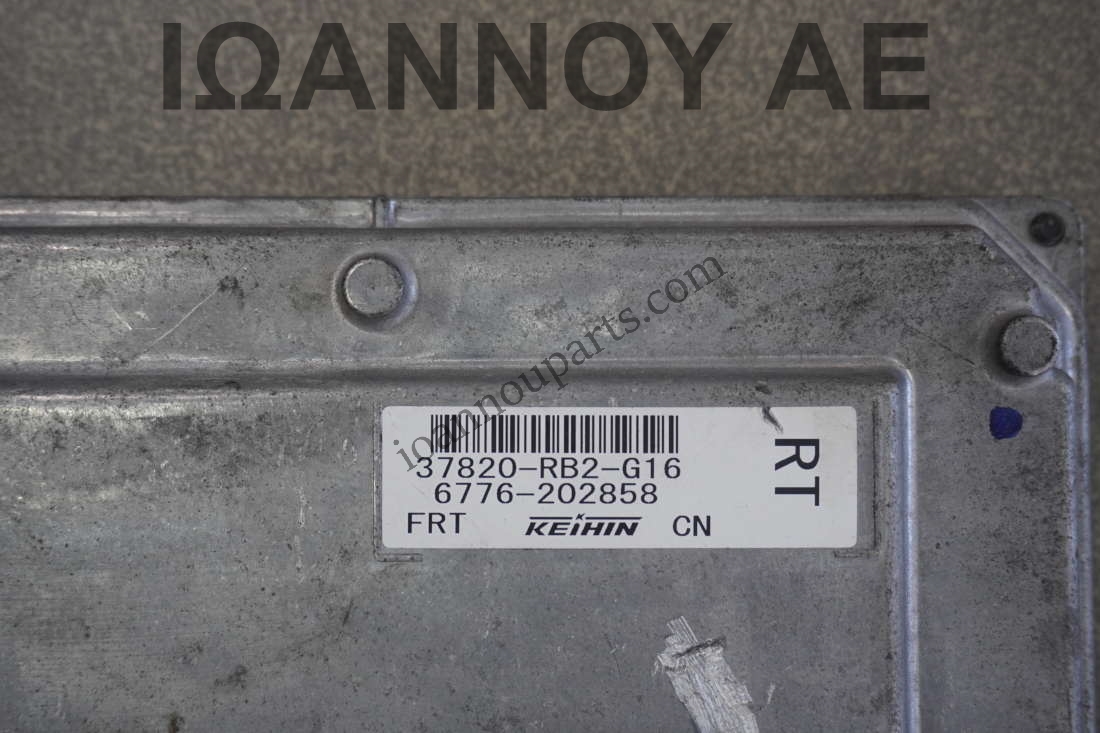 ΙΩΑΝΝΟΥ ΑΕ
ioannouparts.com
37820-RB2-G16
6776-202858
FRT KEIHIN CN
RT